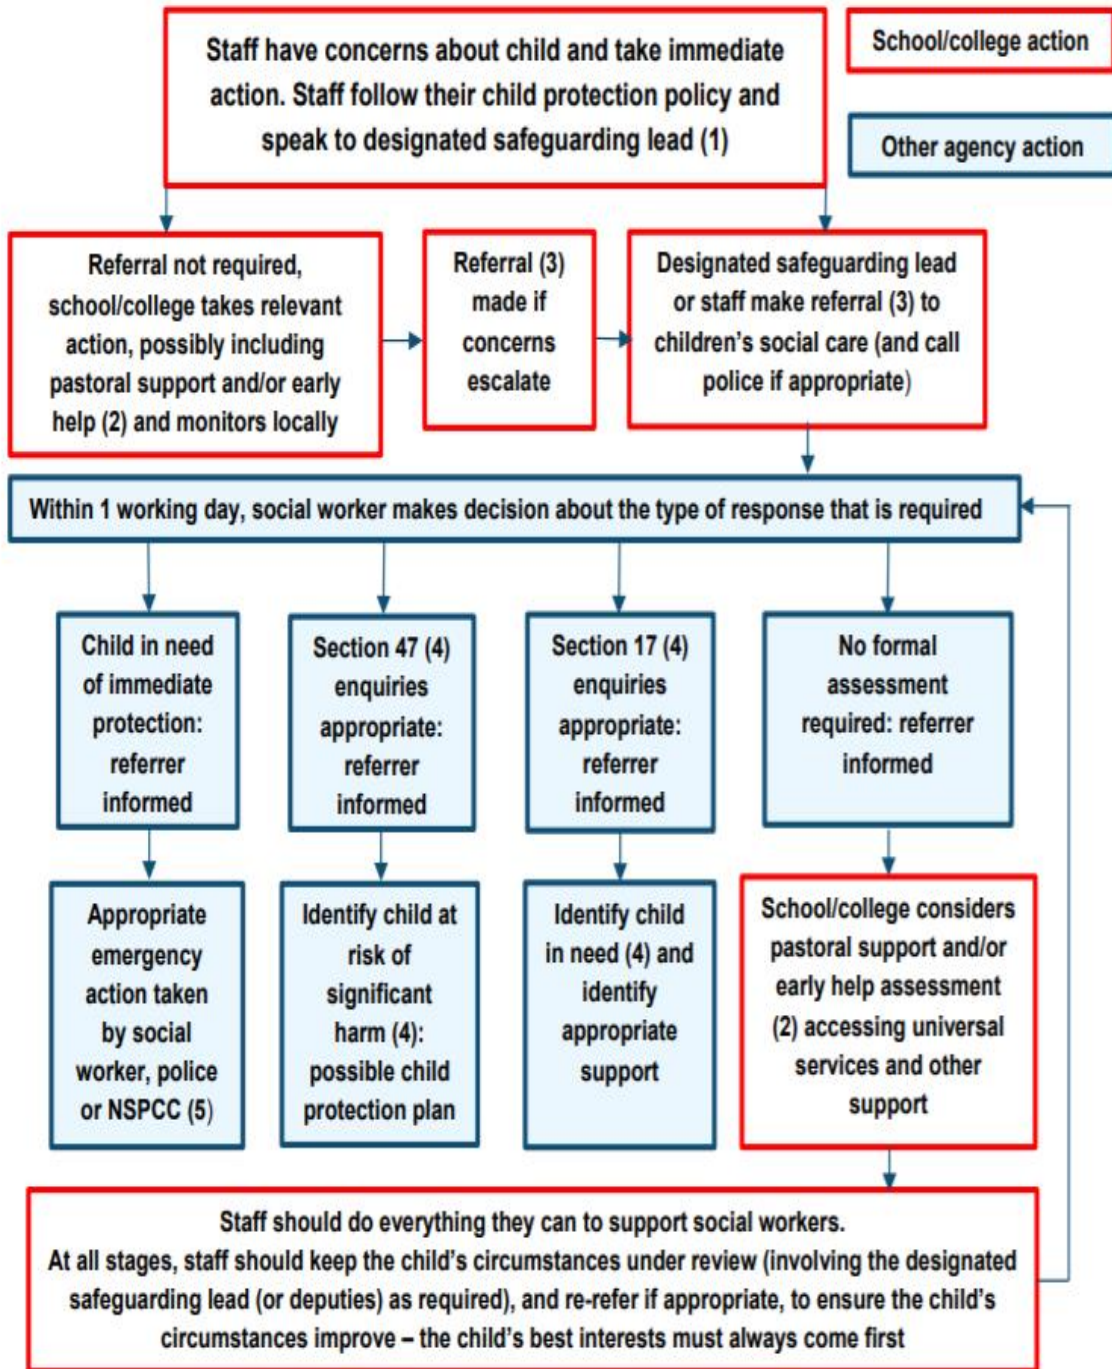 Staff have concerns about child and take immediate
action. Staff follow their child protection policy and
speak to designated safeguarding lead (1)
School/college action
Other agency action
Referral not required,
school/college takes relevant
action, possibly including
pastoral support and/or early
help (2) and monitors locally
Referral (3)
made if
concerns
escalate
Designated safeguarding lead
or staff make referral (3) to
children's social care (and call
police if appropriate)
Within 1 working day, social worker makes decision about the type of response that is required
Child in need
of immediate
protection:
referrer
informed
Section 47 (4)
enquiries
appropriate:
referrer
informed
Section 17 (4)
enquiries
appropriate:
referrer
informed
No formal
assessment
required: referrer
informed
Appropriate
emergency
action taken
by social
worker, police
or NSPCC (5)
Identify child at
risk of
significant
harm (4):
possible child
protection plan
Identify child
in need (4) and
identify
appropriate
support
School/college considers
pastoral support and/or
early help assessment
(2) accessing universal
services and other
support
Staff should do everything they can to support social workers.
At all stages, staff should keep the child's circumstances under review (involving the designated
safeguarding lead (or deputies) as required), and re-refer if appropriate, to ensure the child's
circumstances improve – the child's best interests must always come first